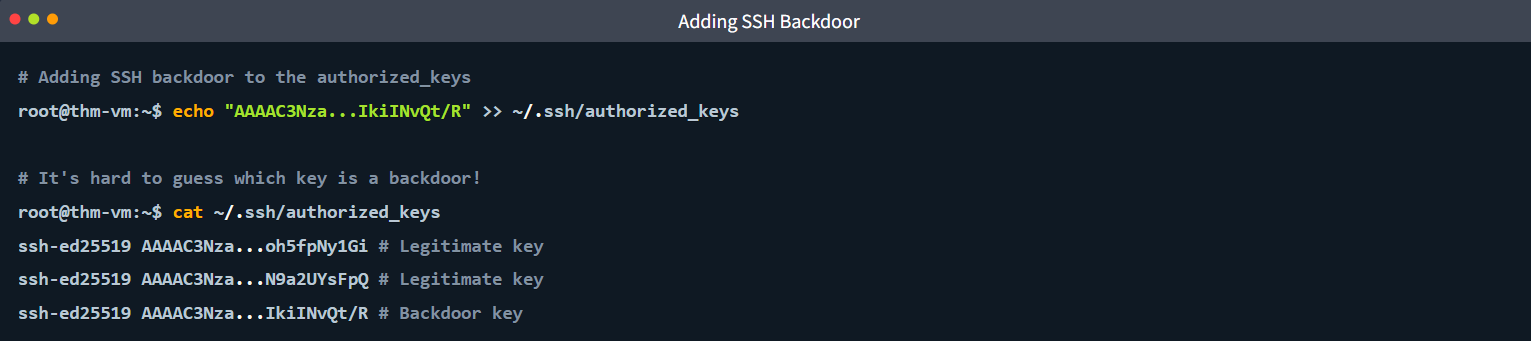 Adding SSH Backdoor
# Adding SSH backdoor to the authorized_keys
root@thm-vm:~$ echo "AAAAC3Nza...IkiINvQt/R" >> ~/.ssh/authorized_keys
# It's hard to guess which key is a backdoor!
root@thm-vm:~$ cat ~/.ssh/authorized_keys
ssh-ed25519 AAAAC3Nza...oh5fpNy1Gi # Legitimate key
ssh-ed25519 AAAAC3Nza...N9a2UYsFpQ # Legitimate key
ssh-ed25519 AAAAC3Nza...IkiINvQt/R # Backdoor key